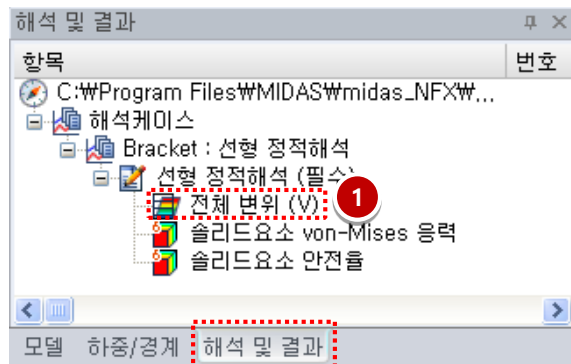 해석 및 결과
항목 번호
C:₩Program Files₩MIDAS₩midas_NFX₩,,,
해석케이스
Bracket : 선형 정적해석
선형 정적해석 (필수)
전체 변위 (V) 1
솔리드요소 von-Mises 응력
솔리드요소 안전율
모델 하중/경계 해석 및 결과